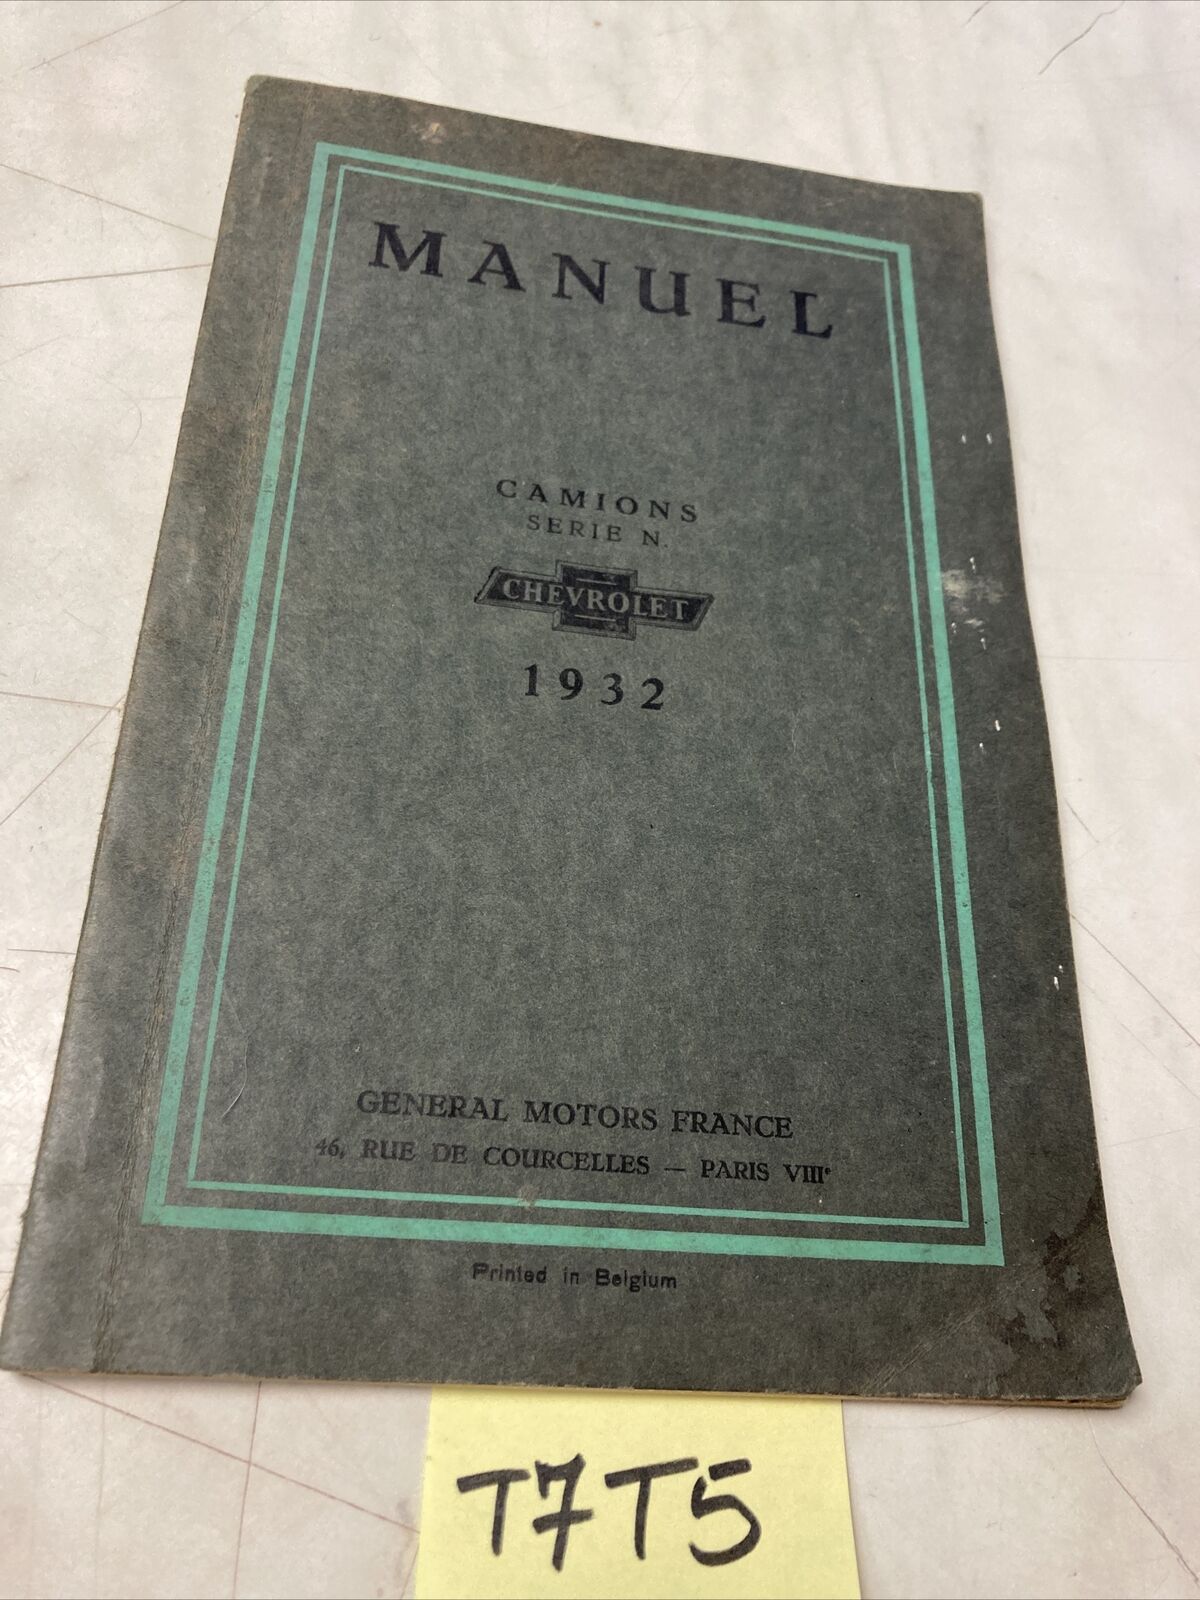 MANUEL
CAMIONS
SERIE N.
CHEVROLET
1932
GENERAL MOTORS FRANCE
46, RUE DE COURCELLES — PARIS VIIIe
Printed in Belgium
T7T5